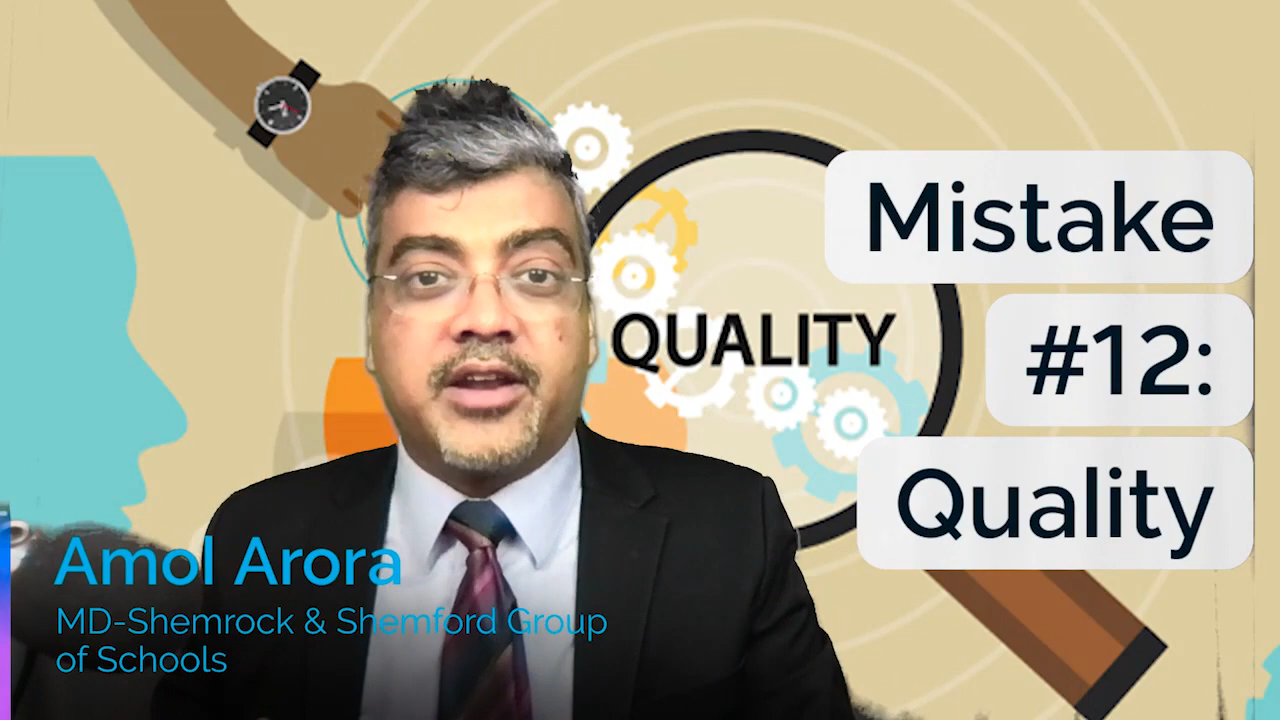 Mistake
#12:
QUALITY
Quality
Amol Arora
MD-Shemrock & Shemford Group
of Schools